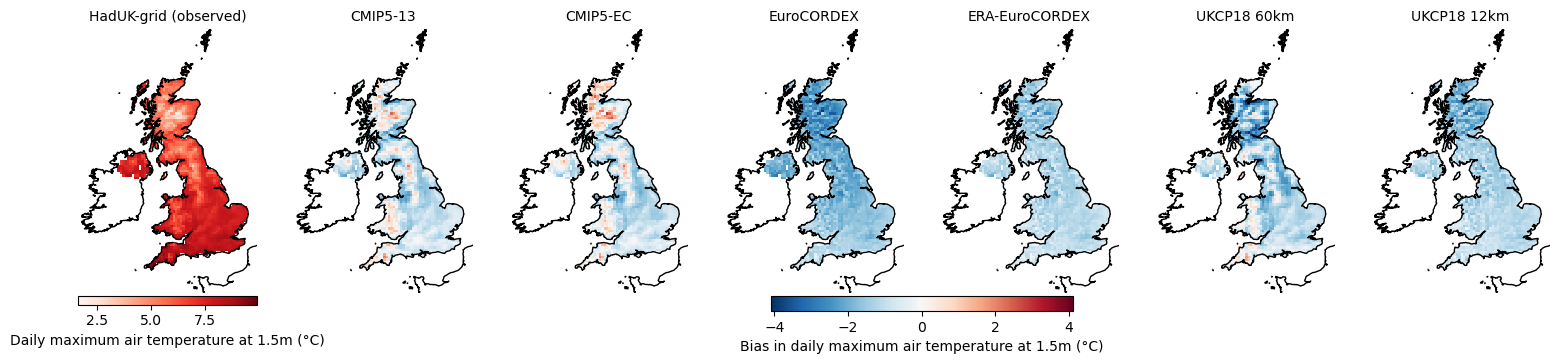 HadUK-grid (observed)
CMIP5-13
CMIP5-EC
EuroCORDEX
ERA-EuroCORDEX
UKCP18 60km
UKCP18 12km
2.5 5.0 7.5
Daily maximum air temperature at 1.5m (°C)
−4 −2 0 2 4
Bias in daily maximum air temperature at 1.5m (°C)